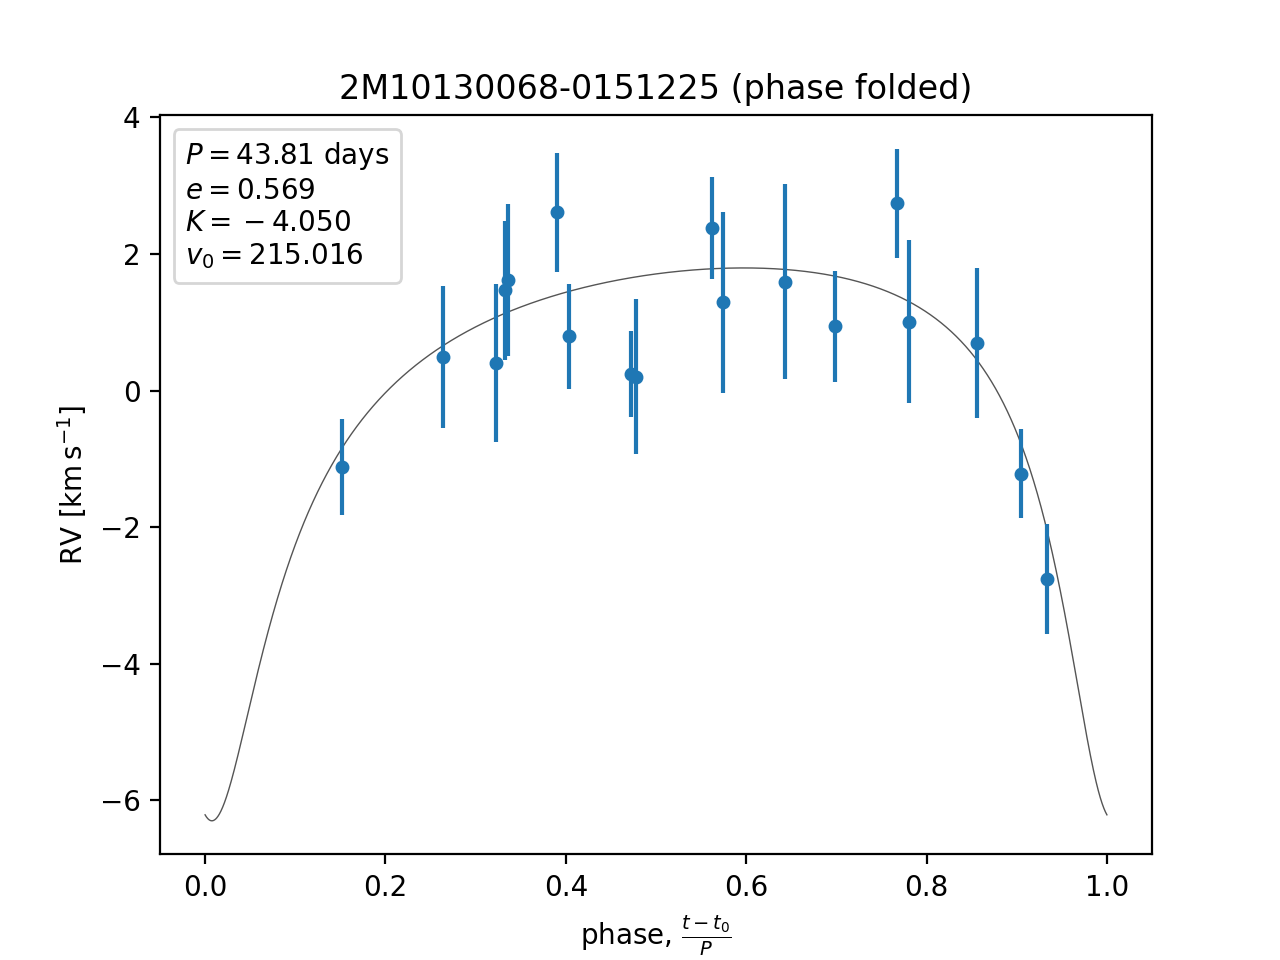 2M10130068-0151225 (phase folded)
P = 43.81 days
e = 0.569
K = −4.050
v₀ = 215.016
4
2
0
−2
−4
−6
RV [km s⁻¹]
0.0 0.2 0.4 0.6 0.8 1.0
phase, (t − t₀)/P